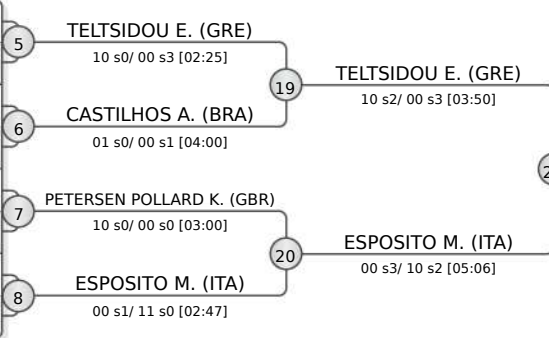 TELTSIDOU E. (GRE)
5
10 s0/ 00 s3 [02:25]
19
TELTSIDOU E. (GRE)
10 s2/ 00 s3 [03:50]
CASTILHOS A. (BRA)
6
01 s0/ 00 s1 [04:00]
PETERSEN POLLARD K. (GBR)
7
10 s0/ 00 s0 [03:00]
20
ESPOSITO M. (ITA)
00 s3/ 10 s2 [05:06]
ESPOSITO M. (ITA)
8
00 s1/ 11 s0 [02:47]